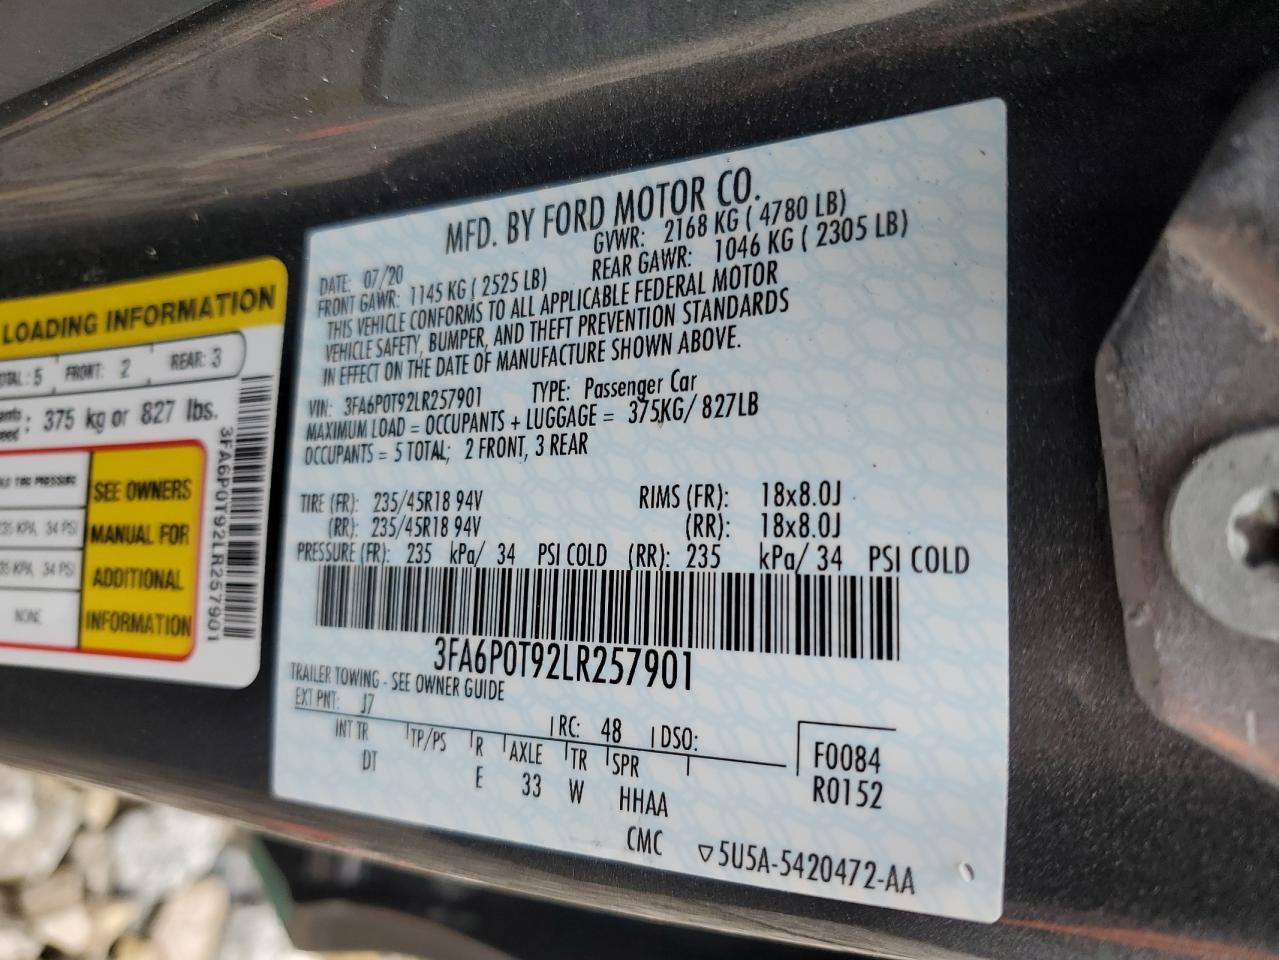 LOADING INFORMATION
FRONT: 2 REAR: 3
: 375 kg or 827 lbs.
SEE OWNERS
MANUAL FOR
ADDITIONAL
INFORMATION
34 PSI
KPA, 34 PSI
NONE
3FA6P0T92LR257901
MFD. BY FORD MOTOR CO.
DATE: 07/20 GVWR: 2168 KG ( 4780 LB)
FRONT GAWR: 1145 KG ( 2525 LB) REAR GAWR: 1046 KG ( 2305 LB)
THIS VEHICLE CONFORMS TO ALL APPLICABLE FEDERAL MOTOR
VEHICLE SAFETY, BUMPER, AND THEFT PREVENTION STANDARDS
IN EFFECT ON THE DATE OF MANUFACTURE SHOWN ABOVE.
VIN: 3FA6P0T92LR257901 TYPE: Passenger Car
MAXIMUM LOAD = OCCUPANTS + LUGGAGE = 375KG/ 827LB
OCCUPANTS = 5 TOTAL; 2 FRONT, 3 REAR
TIRE (FR): 235/45R18 94V RIMS (FR): 18x8.0J
(RR): 235/45R18 94V (RR): 18x8.0J
PRESSURE (FR): 235 kPa/ 34 PSI COLD (RR): 235 kPa/ 34 PSI COLD
3FA6P0T92LR257901
TRAILER TOWING - SEE OWNER GUIDE
EXT PNT: J7 RC: 48 DSO:
INT TR TP/PS R AXLE TR SPR F0084
DT E 33 W HHAA R0152
CMC ▽5U5A-5420472-AA